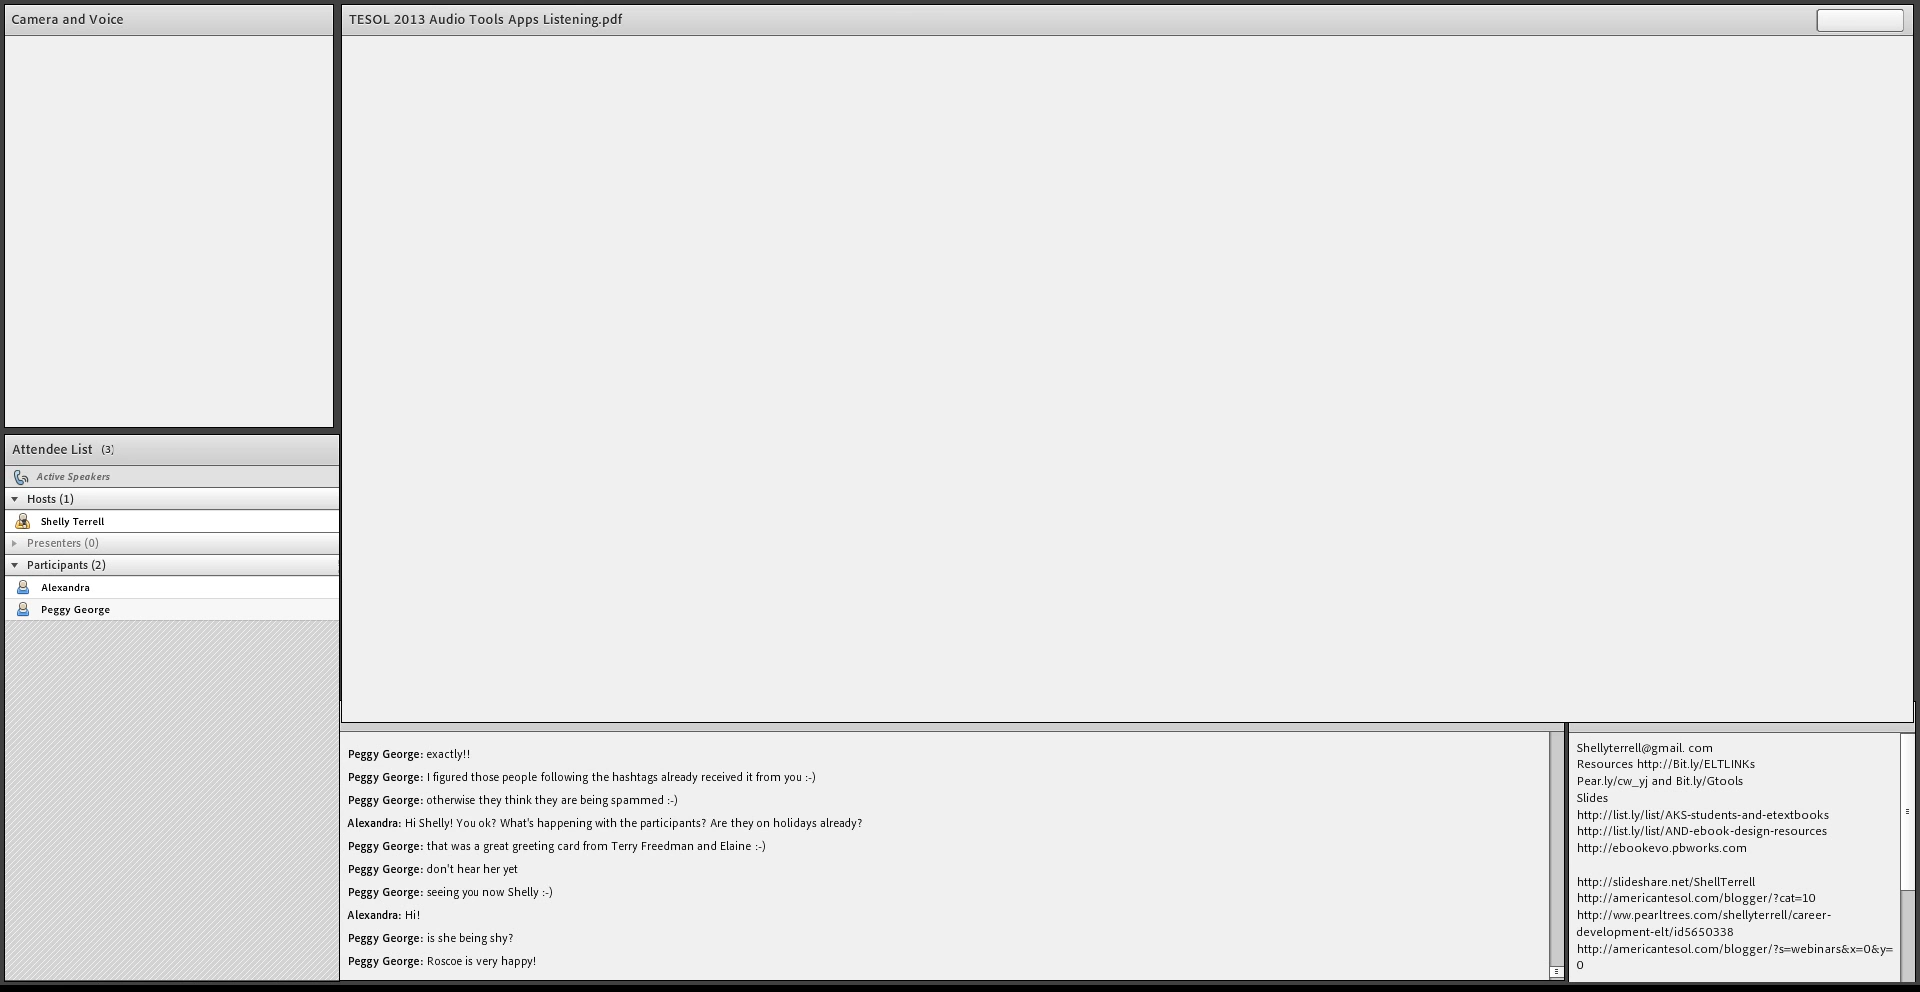 Camera and Voice
TESOL 2013 Audio Tools Apps Listening.pdf
Attendee List (3)
Active Speakers
Hosts (1)
Shelly Terrell
Presenters (0)
Participants (2)
Alexandra
Peggy George
Peggy George: exactly!!
Peggy George: I figured those people following the hashtags already received it from you :-)
Peggy George: otherwise they think they are being spammed :-)
Alexandra: Hi Shelly! You ok? What's happening with the participants? Are they on holidays already?
Peggy George: that was a great greeting card from Terry Freedman and Elaine :-)
Peggy George: don't hear her yet
Peggy George: seeing you now Shelly :-)
Alexandra: Hi!
Peggy George: is she being shy?
Peggy George: Roscoe is very happy!
Shellyterrell@gmail. com
Resources http://Bit.ly/ELTLINKs
Pear.ly/cw_yj and Bit.ly/Gtools
Slides
http://list.ly/list/AKS-students-and-etextbooks
http://list.ly/list/AND-ebook-design-resources
http://ebookevo.pbworks.com
http://slideshare.net/ShellTerrell
http://americantesol.com/blogger/?cat=10
http://ww.pearltrees.com/shellyterrell/career-
development-elt/id5650338
http://americantesol.com/blogger/?s=webinars&x=0&y=
0